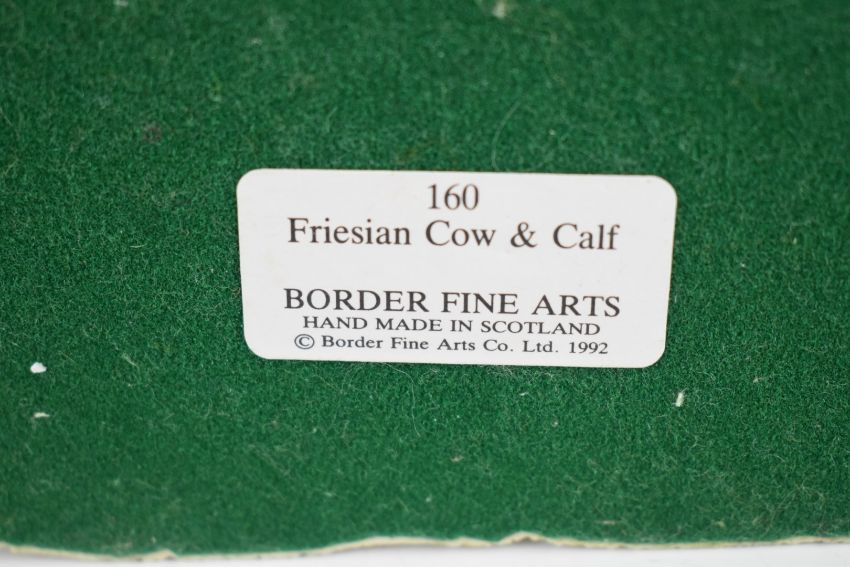 160
Friesian Cow & Calf
BORDER FINE ARTS
HAND MADE IN SCOTLAND
© Border Fine Arts Co. Ltd. 1992